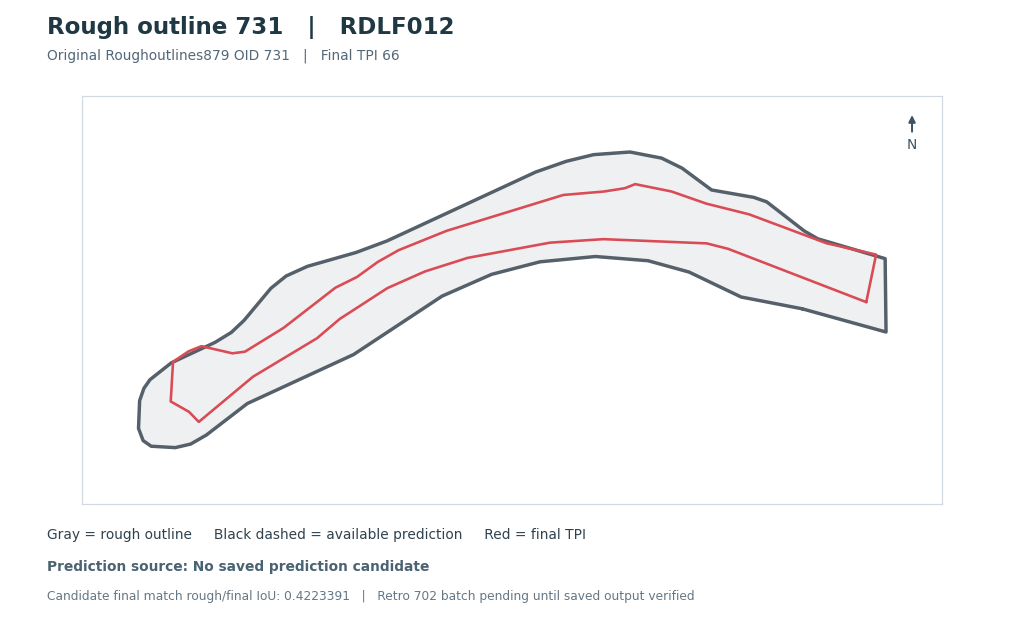 Rough outline 731   |   RDLF012
Original Roughoutlines879 OID 731   |   Final TPI 66
N
Gray = rough outline     Black dashed = available prediction     Red = final TPI
Prediction source: No saved prediction candidate
Candidate final match rough/final IoU: 0.4223391   |   Retro 702 batch pending until saved output verified